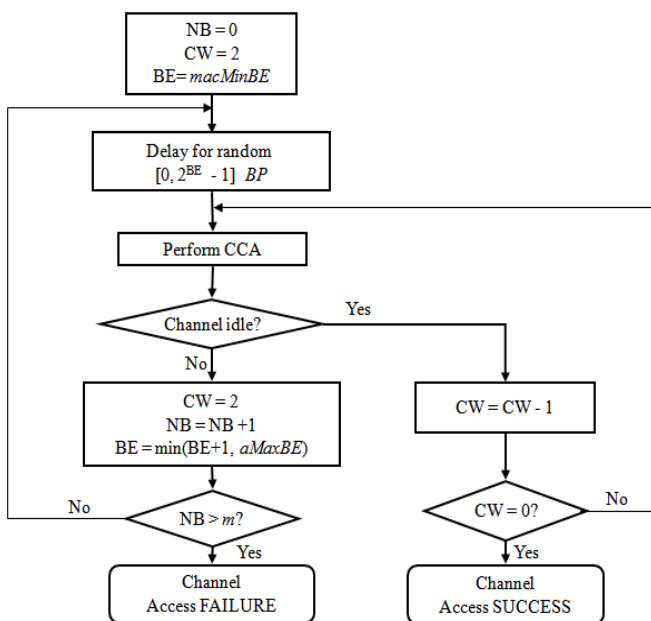 NB = 0
CW = 2
BE= macMinBE
Delay for random
[0, 2^BE - 1] BP
Perform CCA
Channel idle?
Yes
No
CW = 2
NB = NB +1
BE = min(BE+1, aMaxBE)
CW = CW - 1
No
NB > m?
Yes
CW = 0?
No
Yes
Channel
Access FAILURE
Channel
Access SUCCESS